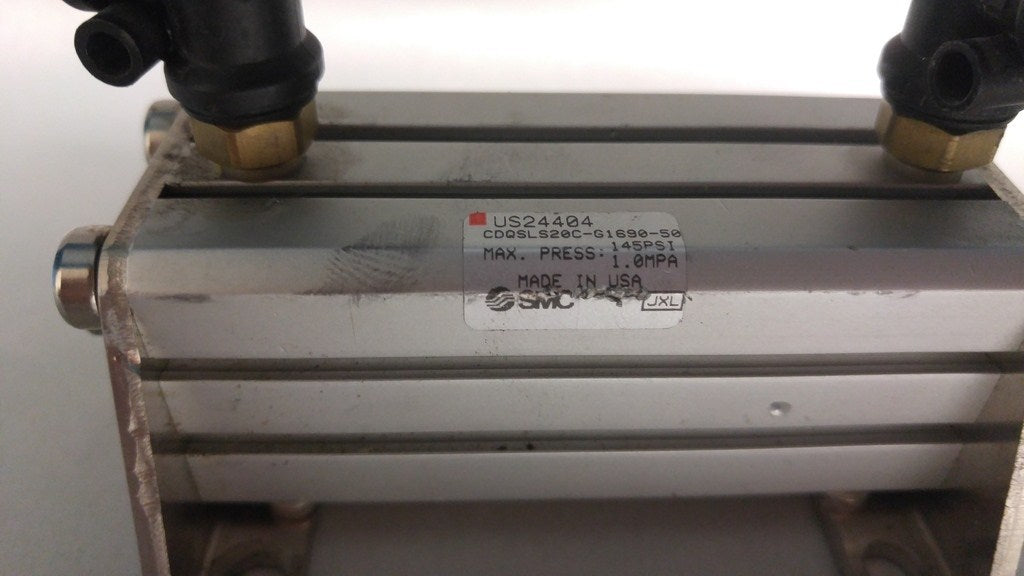 US24404
CDQSLS20C-G1690-50
MAX. PRESS: 145PSI
1.0MPA
MADE IN USA
SMC JXL